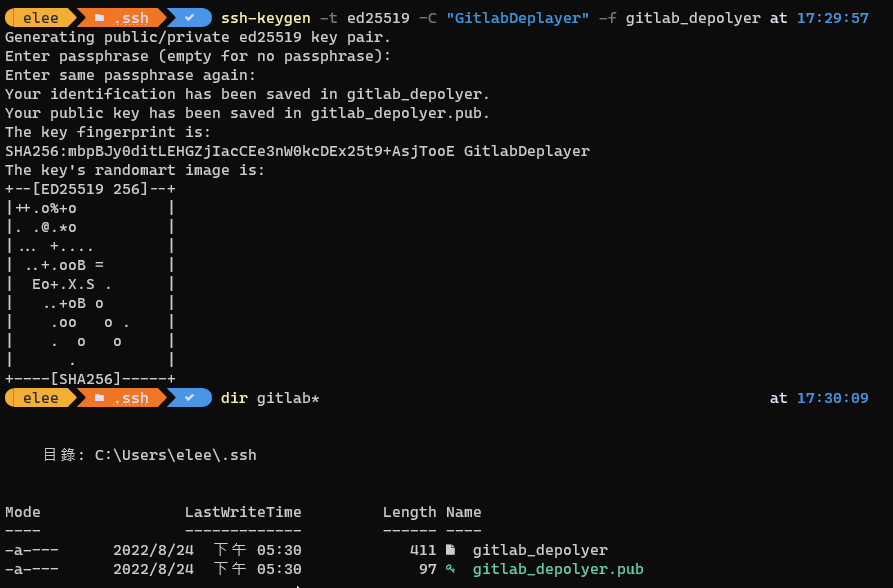 elee .ssh ssh-keygen -t ed25519 -C "GitlabDeplayer" -f gitlab_depolyer at 17:29:57
Generating public/private ed25519 key pair.
Enter passphrase (empty for no passphrase):
Enter same passphrase again:
Your identification has been saved in gitlab_depolyer.
Your public key has been saved in gitlab_depolyer.pub.
The key fingerprint is:
SHA256:mbpBJy0ditLEHGZjIacCEe3nW0kcDEx25t9+AsjTooE GitlabDeplayer
The key's randomart image is:
+--[ED25519 256]--+
|++.o%+o          |
|. .@.*o          |
|... +....        |
| ..+.ooB =       |
|  Eo+.X.S .      |
|   ..+oB o       |
|    .oo   o .    |
|    .  o   o     |
|      .          |
+----[SHA256]-----+
elee .ssh dir gitlab* at 17:30:09
目錄: C:\Users\elee\.ssh
Mode LastWriteTime Length Name
---- ------------- ------ ----
-a---- 2022/8/24 下午 05:30 411 gitlab_depolyer
-a---- 2022/8/24 下午 05:30 97 gitlab_depolyer.pub